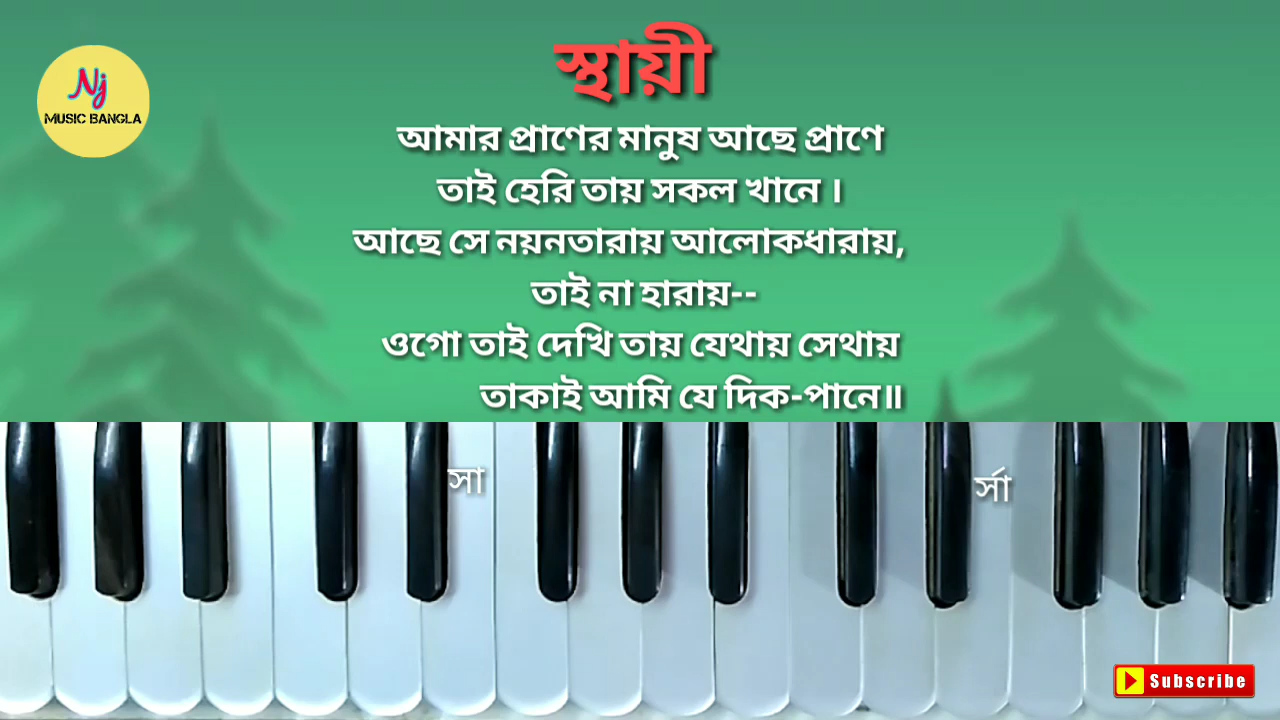 স্থায়ী
Nj
MUSIC BANGLA
আমার প্রাণের মানুষ আছে প্রাণে
তাই হেরি তায় সকল খানে ।
আছে সে নয়নতারায় আলোকধারায়,
তাই না হারায়--
ওগো তাই দেখি তায় যেথায় সেথায়
তাকাই আমি যে দিক-পানে॥
সা
র্সা
Subscribe